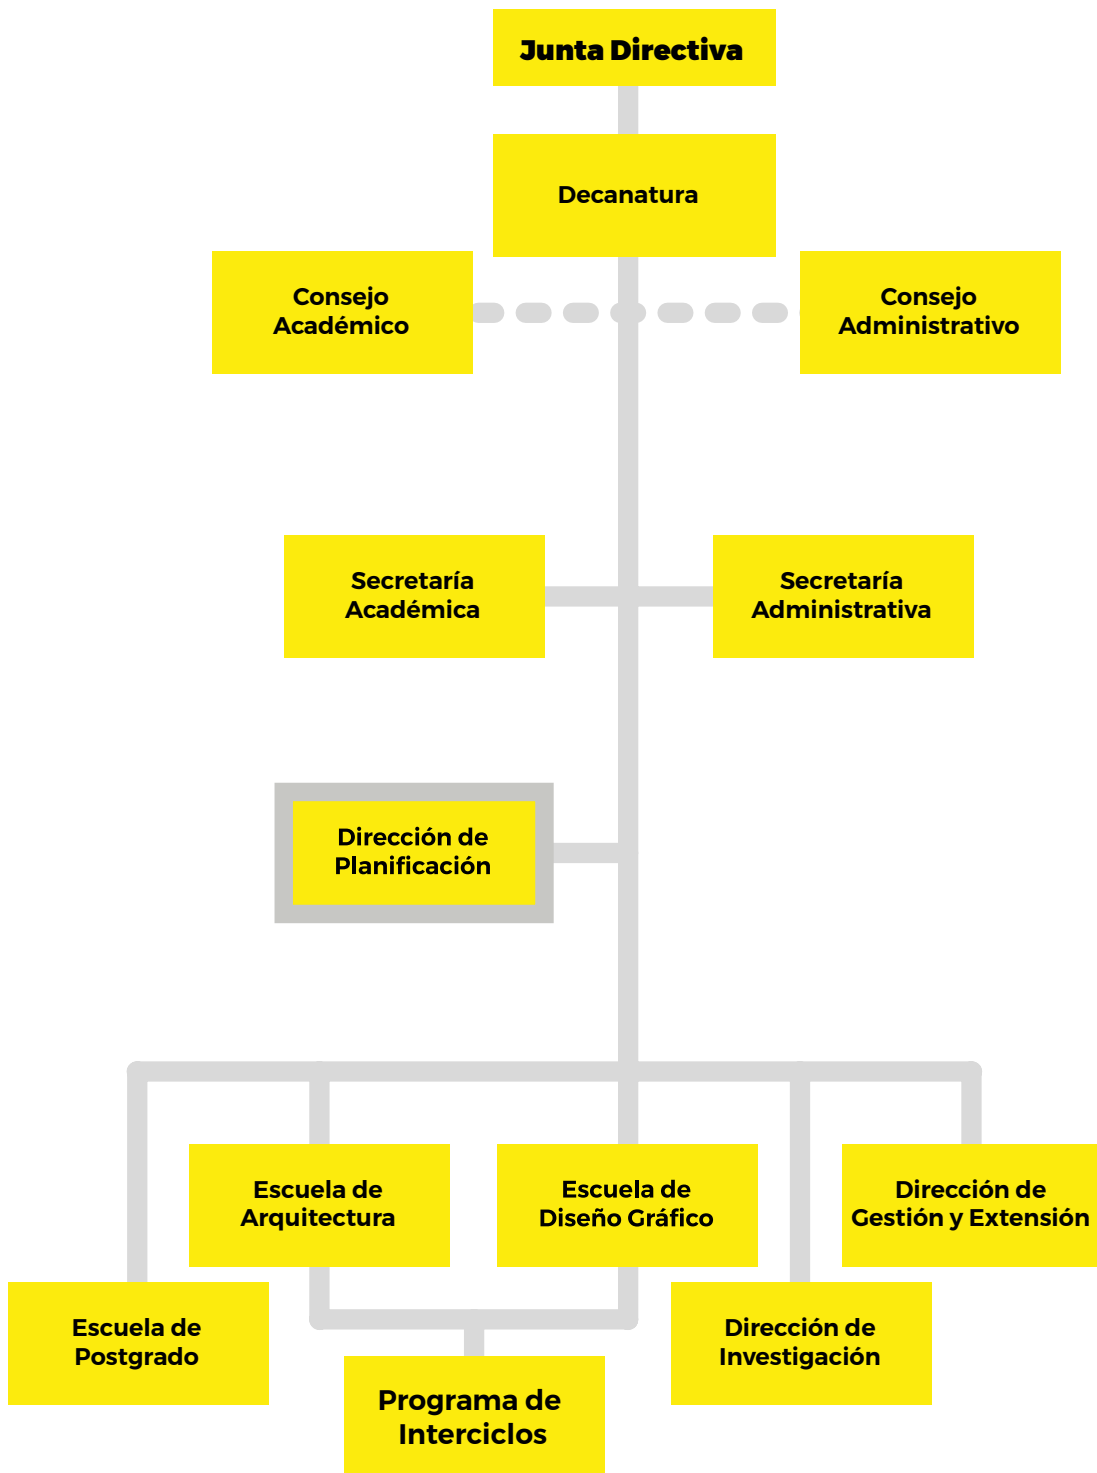 Junta Directiva
Decanatura
Consejo
Académico
Consejo
Administrativo
Secretaría
Académica
Secretaría
Administrativa
Dirección de
Planificación
Escuela de
Arquitectura
Escuela de
Diseño Gráfico
Dirección de
Gestión y Extensión
Escuela de
Postgrado
Dirección de
Investigación
Programa de
Interciclos